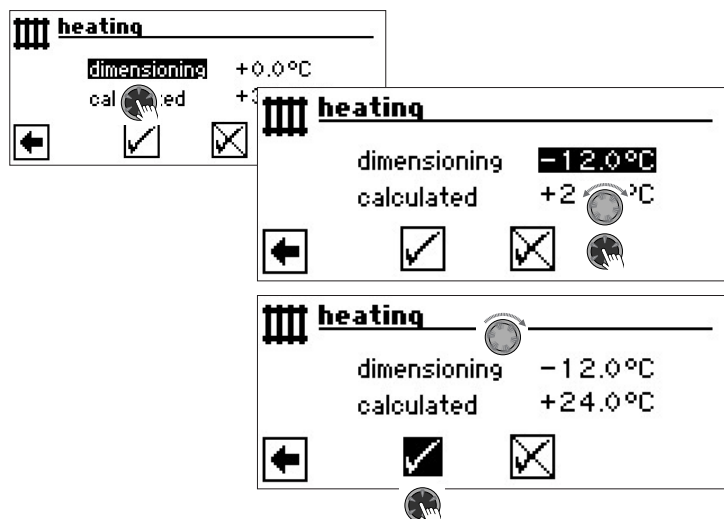 heating
dimensioning +0.0°C
heating
dimensioning -12.0°C
calculated
heating
dimensioning -12.0°C
calculated +24.0°C